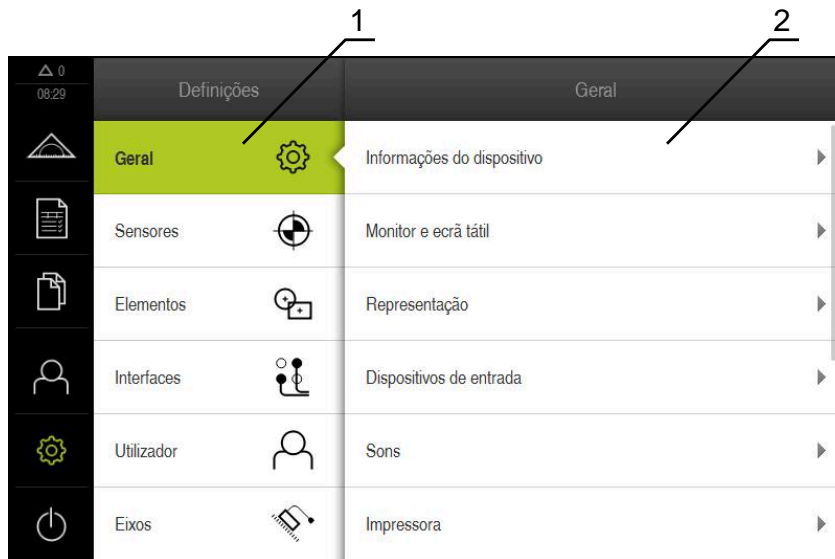 1 2
0
08:29
Definições
Geral
Geral
Informações do dispositivo
Sensores
Monitor e ecrã tátil
Elementos
Representação
Interfaces
Dispositivos de entrada
Utilizador
Sons
Eixos
Impressora